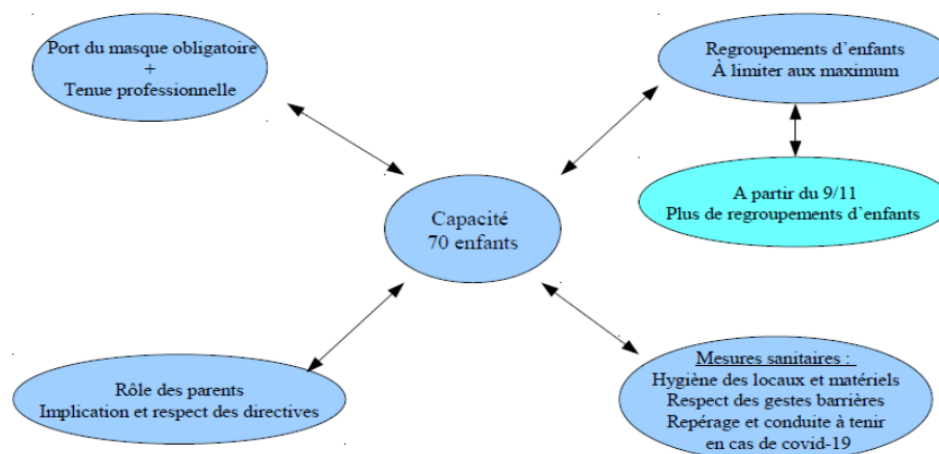 Port du masque obligatoire
+
Tenue professionnelle
Regroupements d'enfants
À limiter aux maximum
A partir du 9/11
Plus de regroupements d'enfants
Capacité
70 enfants
Rôle des parents
Implication et respect des directives
Mesures sanitaires :
Hygiène des locaux et matériels
Respect des gestes barrières
Repérage et conduite à tenir
en cas de covid-19